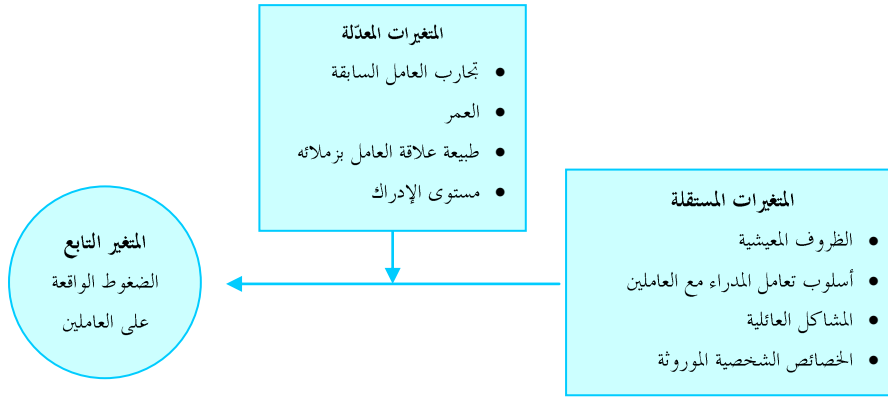 المتغيرات المعدّلة
• تجارب العامل السابقة
• العمر
• طبيعة علاقة العامل بزملائه
• مستوى الإدراك
المتغيرات المستقلة
• الظروف المعيشية
• أسلوب تعامل المدراء مع العاملين
• المشاكل العائلية
• الخصائص الشخصية الموروثة
المتغير التابع
الضغوط الواقعة
على العاملين